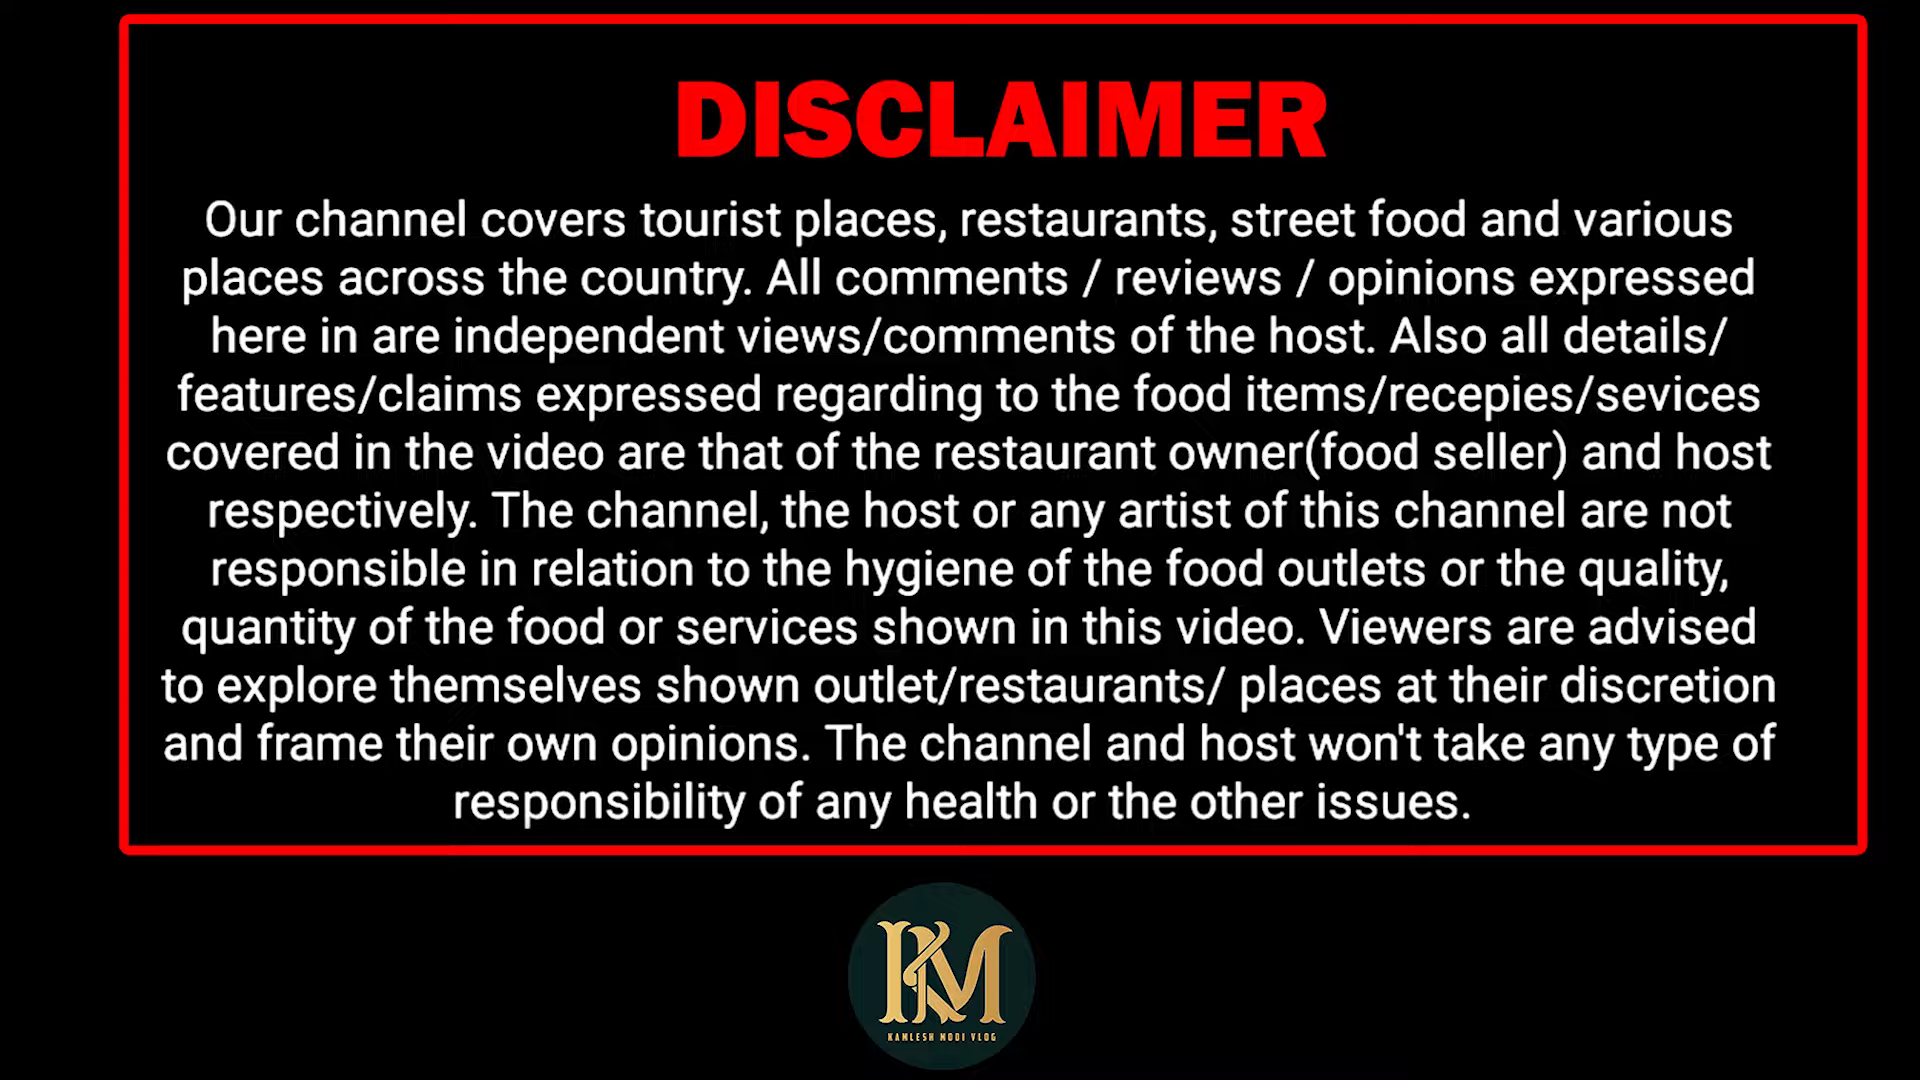 DISCLAIMER
Our channel covers tourist places, restaurants, street food and various
places across the country. All comments / reviews / opinions expressed
here in are independent views/comments of the host. Also all details/
features/claims expressed regarding to the food items/recepies/sevices
covered in the video are that of the restaurant owner(food seller) and host
respectively. The channel, the host or any artist of this channel are not
responsible in relation to the hygiene of the food outlets or the quality,
quantity of the food or services shown in this video. Viewers are advised
to explore themselves shown outlet/restaurants/ places at their discretion
and frame their own opinions. The channel and host won't take any type of
responsibility of any health or the other issues.
KM
KAMLESH MODI VLOG